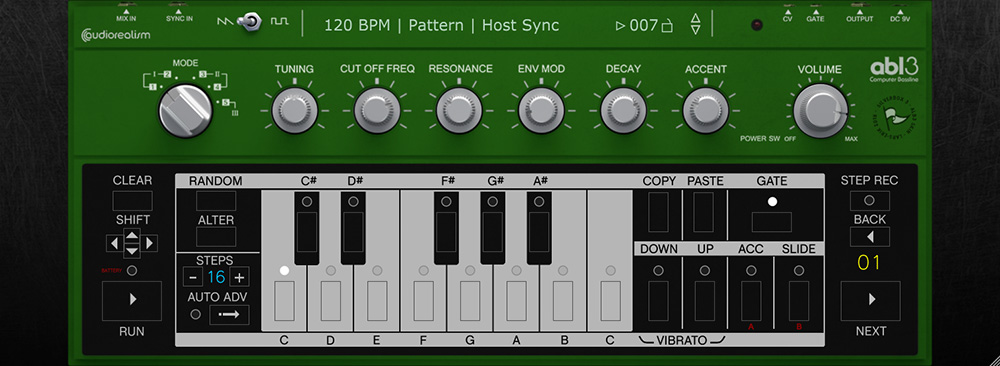 MIX IN SYNC IN
audiorealism
120 BPM | Pattern | Host Sync
007
CV GATE OUTPUT DC 9V
MODE
I 2 3 II
1 4
5
III
TUNING CUT OFF FREQ RESONANCE ENV MOD DECAY ACCENT VOLUME
abl3
Computer Bassline
POWER SW OFF MAX
CLEAR
SHIFT
BATTERY
RUN
RANDOM
ALTER
STEPS
- 16 +
AUTO ADV
C# D# F# G# A#
C D E F G A B C
COPY PASTE GATE
DOWN UP ACC SLIDE
A B
VIBRATO
STEP REC
BACK
01
NEXT